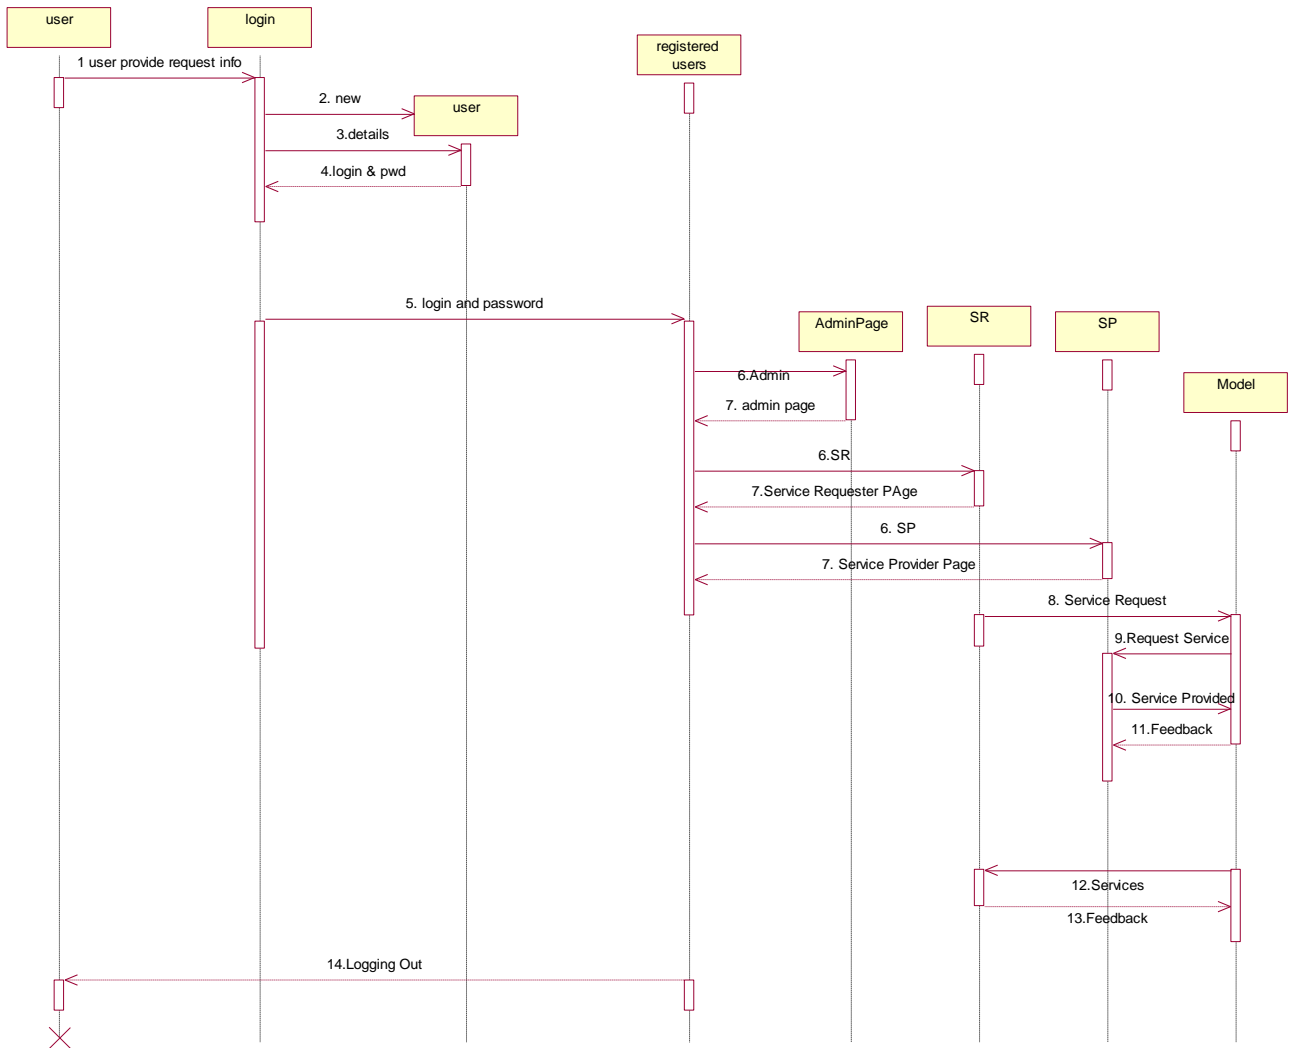 user
login
registered
users
1 user provide request info
2. new
user
3.details
4.login & pwd
5. login and password
AdminPage
SR
SP
Model
6.Admin
7. admin page
6.SR
7.Service Requester PAge
6. SP
7. Service Provider Page
8. Service Request
9.Request Service
10. Service Provided
11.Feedback
12.Services
13.Feedback
14.Logging Out